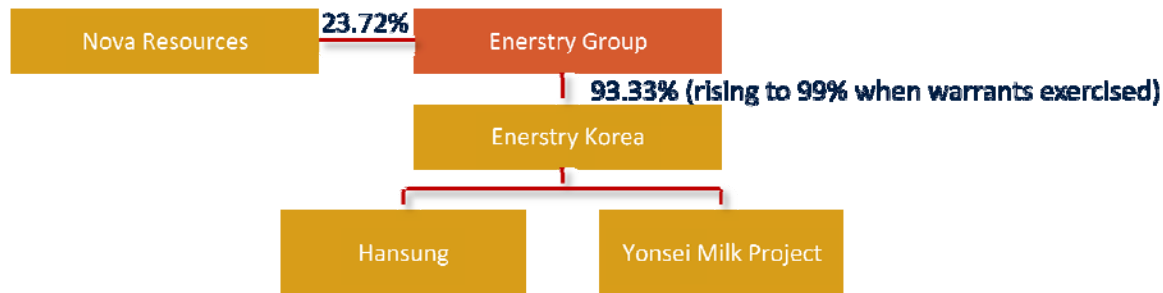 Nova Resources
23.72%
Enerstry Group
93.33% (rising to 99% when warrants exercised)
Enerstry Korea
Hansung
Yonsei Milk Project